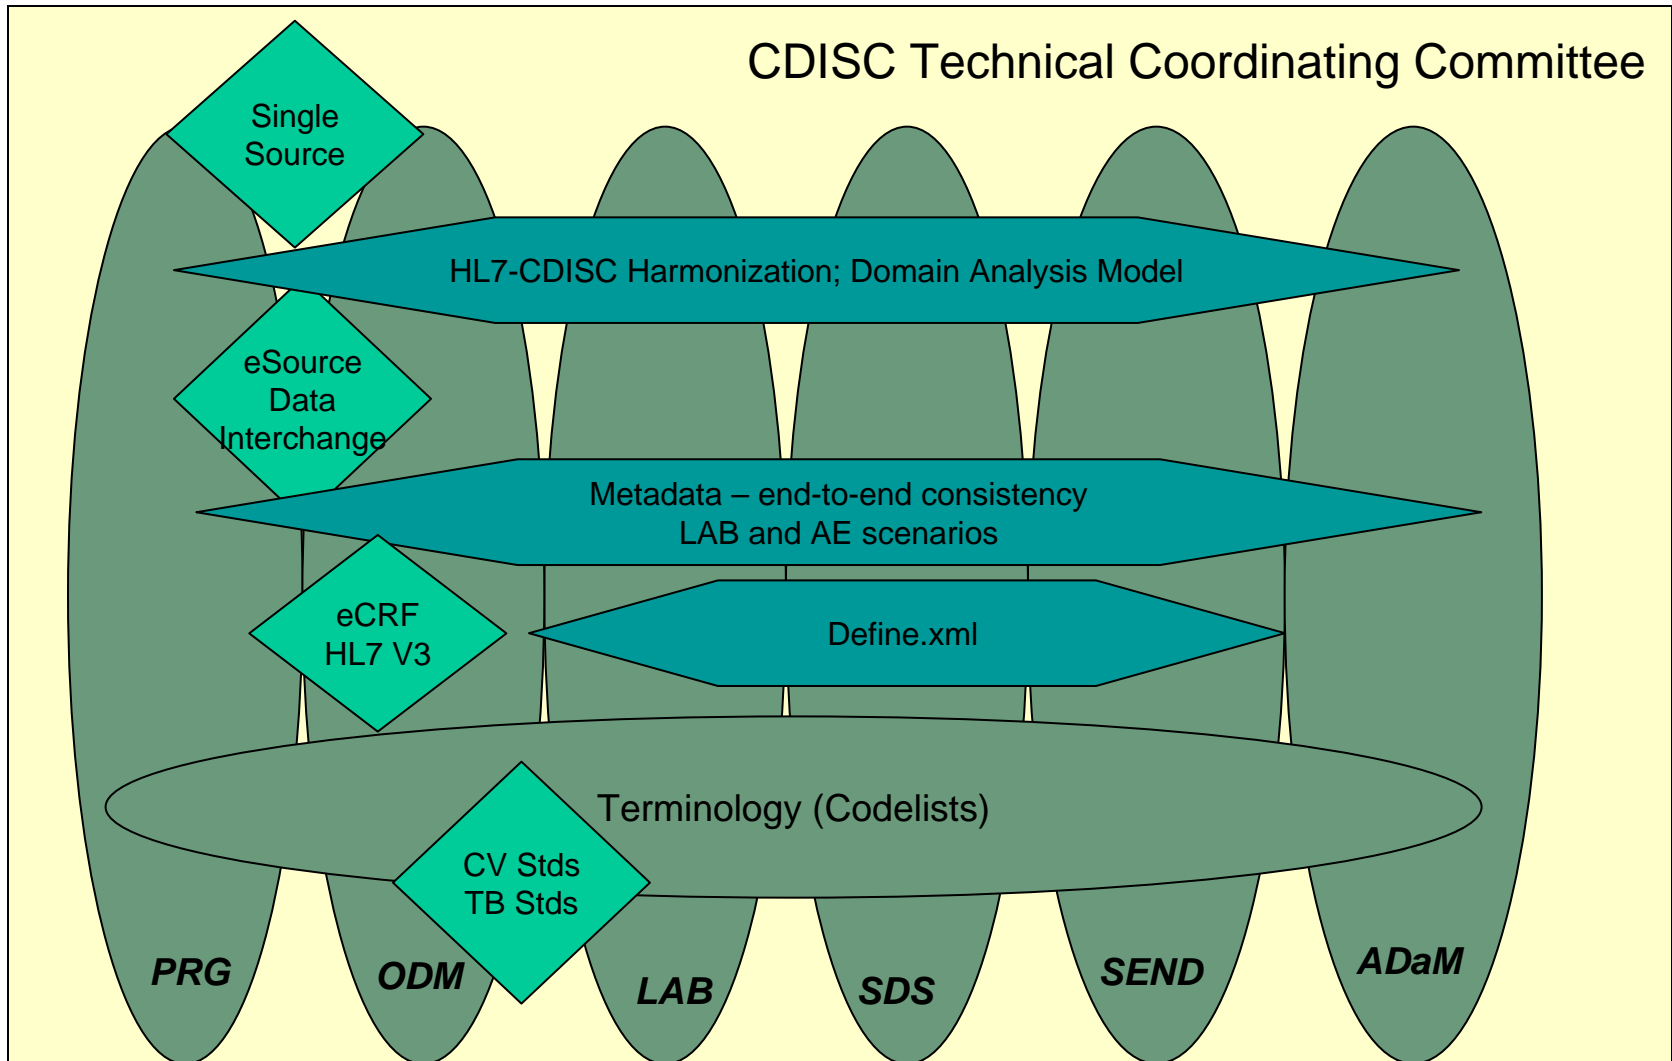 CDISC Technical Coordinating Committee
Single
Source
HL7-CDISC Harmonization; Domain Analysis Model
eSource
Data
Interchange
Metadata – end-to-end consistency
LAB and AE scenarios
eCRF
HL7 V3
Define.xml
Terminology (Codelists)
CV Stds
TB Stds
PRG
ODM
LAB
SDS
SEND
ADaM